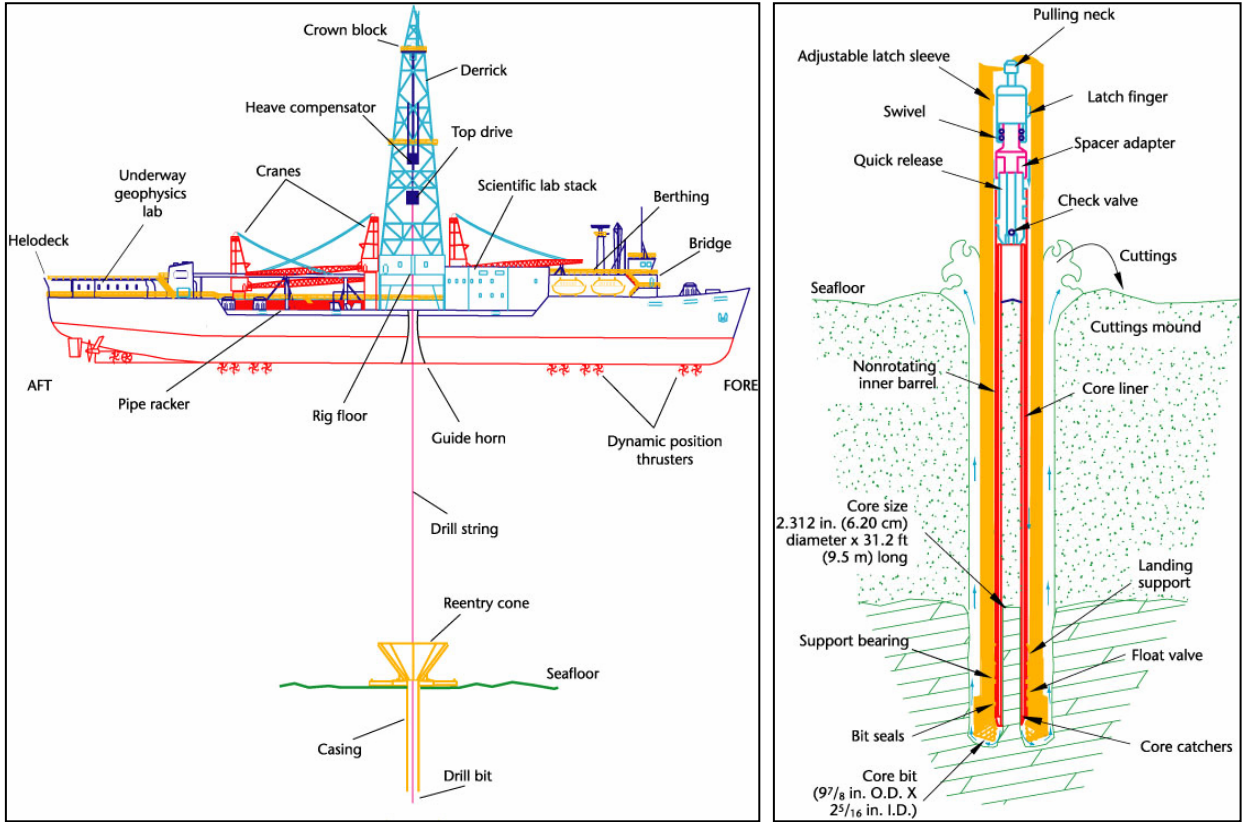 Crown block
Derrick
Heave compensator
Top drive
Cranes
Underway
geophysics
lab
Scientific lab stack
Berthing
Helodeck
Bridge
AFT
FORE
Pipe racker
Rig floor
Guide horn
Dynamic position
thrusters
Drill string
Reentry cone
Seafloor
Casing
Drill bit
Pulling neck
Adjustable latch sleeve
Latch finger
Swivel
Spacer adapter
Quick release
Check valve
Cuttings
Seafloor
Cuttings mound
Nonrotating
inner barrel
Core liner
Core size
2.312 in. (6.20 cm)
diameter x 31.2 ft
(9.5 m) long
Landing
support
Support bearing
Float valve
Bit seals
Core catchers
Core bit
(9 7/8 in. O.D. X
2 5/16 in. I.D.)